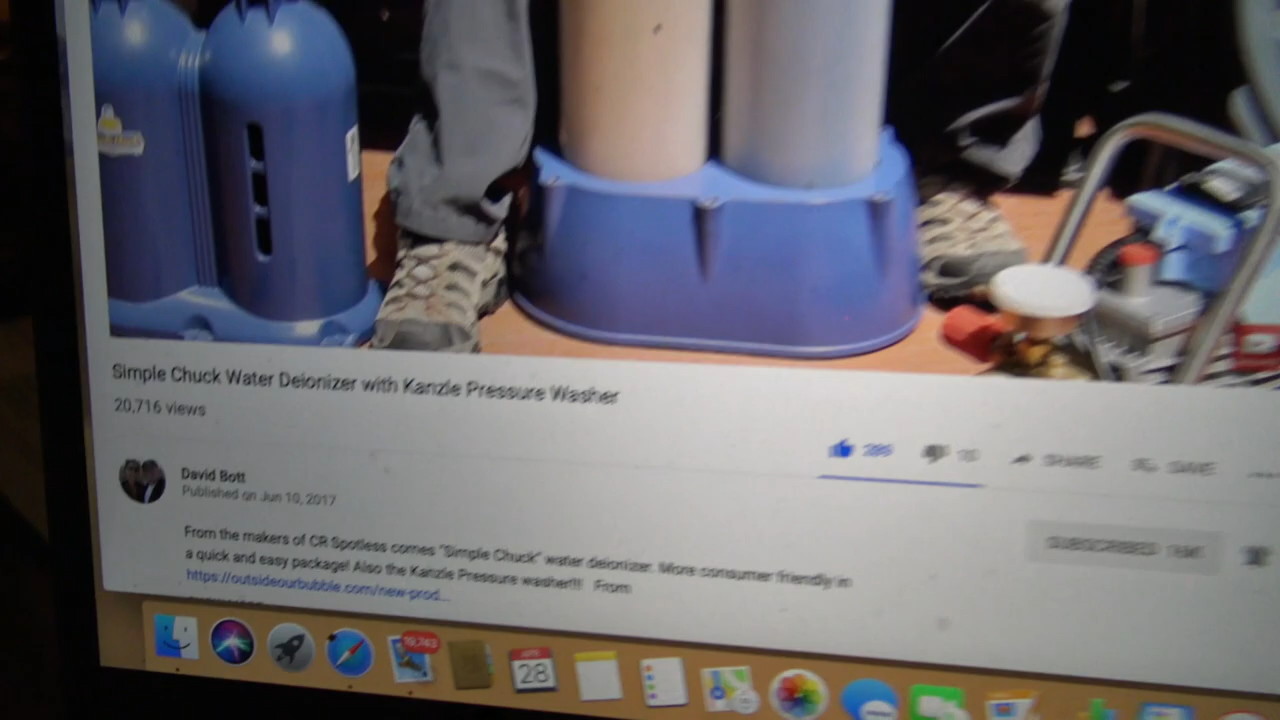 Simple Chuck Water Deionizer with Kanzle Pressure Washer
20,716 views
SHARE
SAVE
David Bott
Published on Jun 10, 2017
SUBSCRIBED
From the makers of CR Spotless comes "Simple Chuck" water deionizer. More consumer friendly in
a quick and easy package! Also the Kanzle Pressure washer!!! From
https://outsideourbubble.com/new-prod...
28